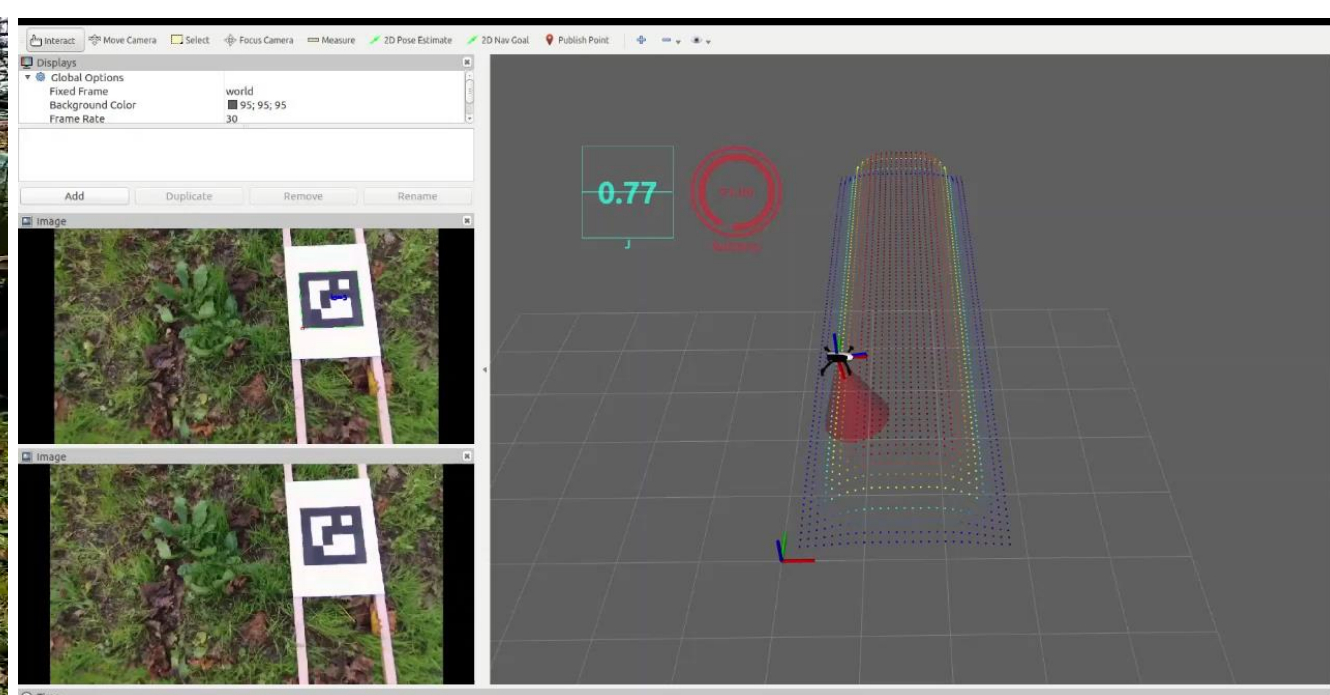 Interact Move Camera Select Focus Camera Measure 2D Pose Estimate 2D Nav Goal Publish Point
Displays
Global Options
Fixed Frame world
Background Color 95; 95; 95
Frame Rate 30
Add Duplicate Remove Rename
Image
0.77
J
Image